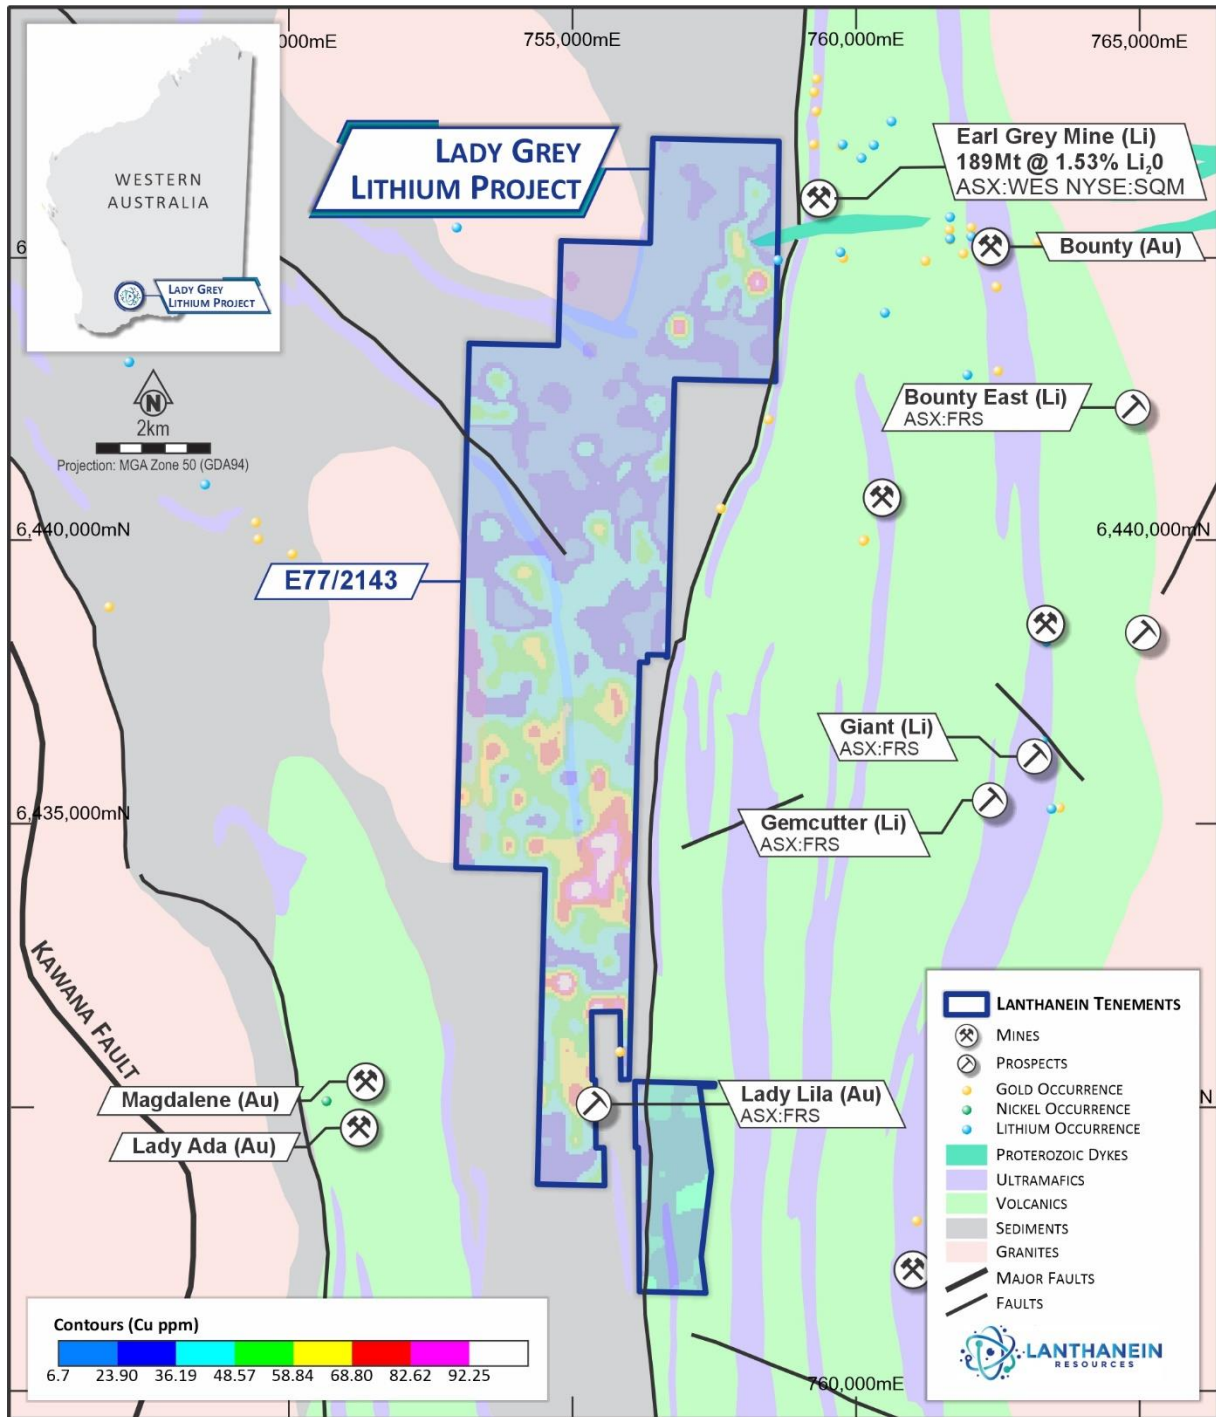 ,000mE
755,000mE
760,000mE
765,000mE
WESTERN
AUSTRALIA
LADY GREY
LITHIUM PROJECT
LADY GREY
LITHIUM PROJECT
Earl Grey Mine (Li)
189Mt @ 1.53% Li₂0
ASX:WES NYSE:SQM
Bounty (Au)
6
N
2km
Projection: MGA Zone 50 (GDA94)
Bounty East (Li)
ASX:FRS
6,440,000mN
6,440,000mN
E77/2143
Giant (Li)
ASX:FRS
6,435,000mN
Gemcutter (Li)
ASX:FRS
KAWANA FAULT
Magdalene (Au)
Lady Ada (Au)
Lady Lila (Au)
ASX:FRS
N
LANTHANEIN TENEMENTS
MINES
PROSPECTS
GOLD OCCURRENCE
NICKEL OCCURRENCE
LITHIUM OCCURRENCE
PROTEROZOIC DYKES
ULTRAMAFICS
VOLCANICS
SEDIMENTS
GRANITES
MAJOR FAULTS
FAULTS
LANTHANEIN
RESOURCES
Contours (Cu ppm)
6.7 23.90 36.19 48.57 58.84 68.80 82.62 92.25
760,000mE